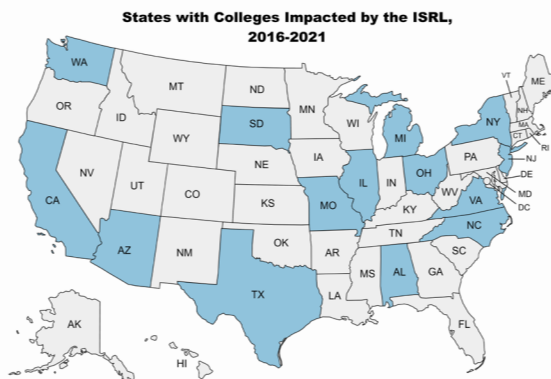 States with Colleges Impacted by the ISRL,
2016-2021
WA
MT
ND
MN
VT
ME
OR
ID
WY
SD
WI
MI
NY
NH
MA
CT
RI
NV
UT
CO
NE
IA
IL
IN
OH
PA
NJ
DE
MD
DC
CA
KS
MO
KY
WV
VA
AZ
NM
OK
AR
TN
NC
SC
TX
LA
MS
AL
GA
FL
AK
HI